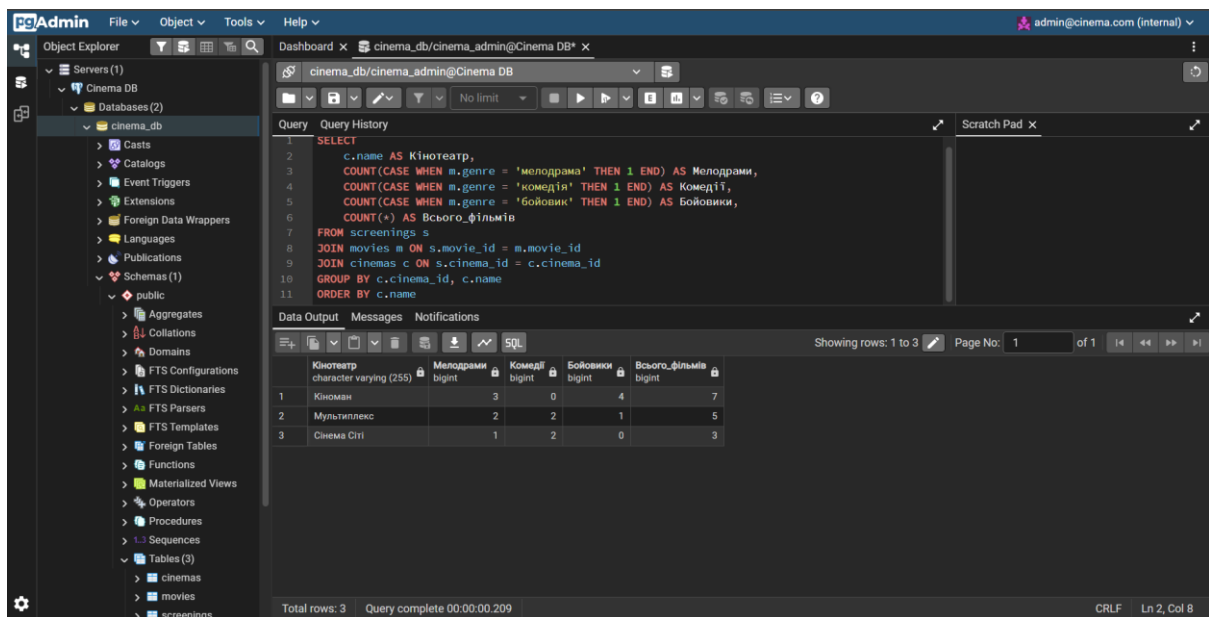 pgAdmin File Object Tools Help admin@cinema.com (internal)
Object Explorer
Dashboard cinema_db/cinema_admin@Cinema DB*
Servers (1)
Cinema DB
Databases (2)
cinema_db
Casts
Catalogs
Event Triggers
Extensions
Foreign Data Wrappers
Languages
Publications
Schemas (1)
public
Aggregates
Collations
Domains
FTS Configurations
FTS Dictionaries
Aa FTS Parsers
FTS Templates
Foreign Tables
Functions
Materialized Views
Operators
Procedures
1..3 Sequences
Tables (3)
cinemas
movies
screenings
cinema_db/cinema_admin@Cinema DB
No limit
Query Query History
Scratch Pad
1 SELECT
2 c.name AS Кінотеатр,
3 COUNT(CASE WHEN m.genre = 'мелодрама' THEN 1 END) AS Мелодрами,
4 COUNT(CASE WHEN m.genre = 'комедія' THEN 1 END) AS Комедії,
5 COUNT(CASE WHEN m.genre = 'бойовик' THEN 1 END) AS Бойовики,
6 COUNT(*) AS Всього_фільмів
7 FROM screenings s
8 JOIN movies m ON s.movie_id = m.movie_id
9 JOIN cinemas c ON s.cinema_id = c.cinema_id
10 GROUP BY c.cinema_id, c.name
11 ORDER BY c.name
Data Output Messages Notifications
SQL Showing rows: 1 to 3 Page No: 1 of 1
Кінотеатр Мелодрами Комедії Бойовики Всього_фільмів
character varying (255) bigint bigint bigint bigint
1 Кіноман 3 0 4 7
2 Мультиплекс 2 2 1 5
3 Сінема Сіті 1 2 0 3
Total rows: 3 Query complete 00:00:00.209 CRLF Ln 2, Col 8